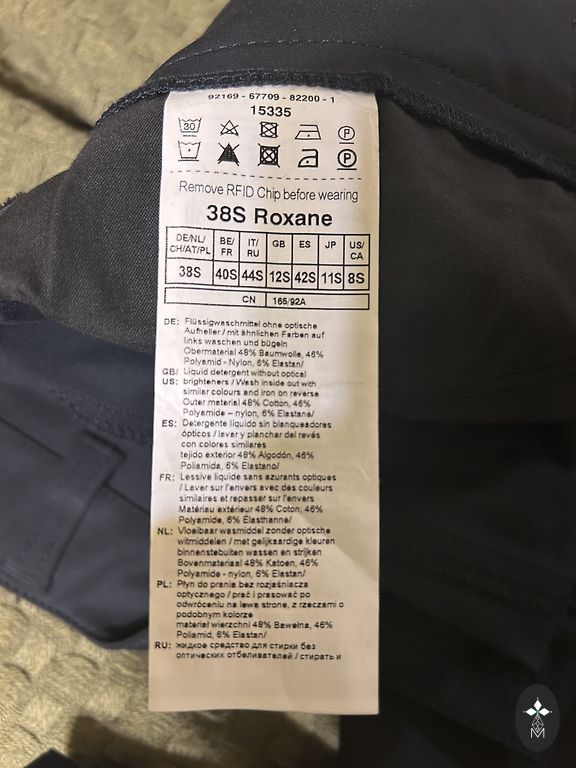 92169 - 67709 - 82200 - 1
15335
30
P
P
Remove RFID Chip before wearing
38S Roxane
DE/NL/ CH/AT/PL BE/ FR IT/ RU GB ES JP US/ CA
38S 40S 44S 12S 42S 11S 8S
CN 165/92A
DE: Flüssigwaschmittel ohne optische
Aufheller / mit ähnlichen Farben auf
links waschen und bügeln
Obermaterial 48% Baumwolle, 46%
Polyamid - Nylon, 6% Elastan/
GB/ Liquid detergent without optical
US: brighteners / Wash inside out with
similar colours and iron on reverse
Outer material 48% Cotton, 46%
Polyamide – nylon, 6% Elastane/
ES: Detergente líquido sin blanqueadores
ópticos / lavar y planchar del revés
con colores similares
tejido exterior 48% Algodón, 46%
Poliamida, 6% Elastano/
FR: Lessive liquide sans azurants optiques
/ Laver sur l'envers avec des couleurs
similaires et repasser sur l'envers
Matériau extérieur 48% Coton, 46%
Polyamide, 6% Élasthanne/
NL: Vloeibaar wasmiddel zonder optische
witmiddelen / met gelijkaardige kleuren
binnenstebuiten wassen en strijken
Bovenmateriaal 48% Katoen, 46%
Polyamide - nylon, 6% Elastan/
PL: Płyn do prania bez rozjaśniacza
optycznego / prać i prasować po
odwróceniu na lewą stronę, z rzeczami o
podobnym kolorze
materiał wierzchni 48% Bawełna, 46%
Poliamid, 6% Elastan/
RU: жидкое средство для стирки без
оптических отбеливателей / стирать и
M